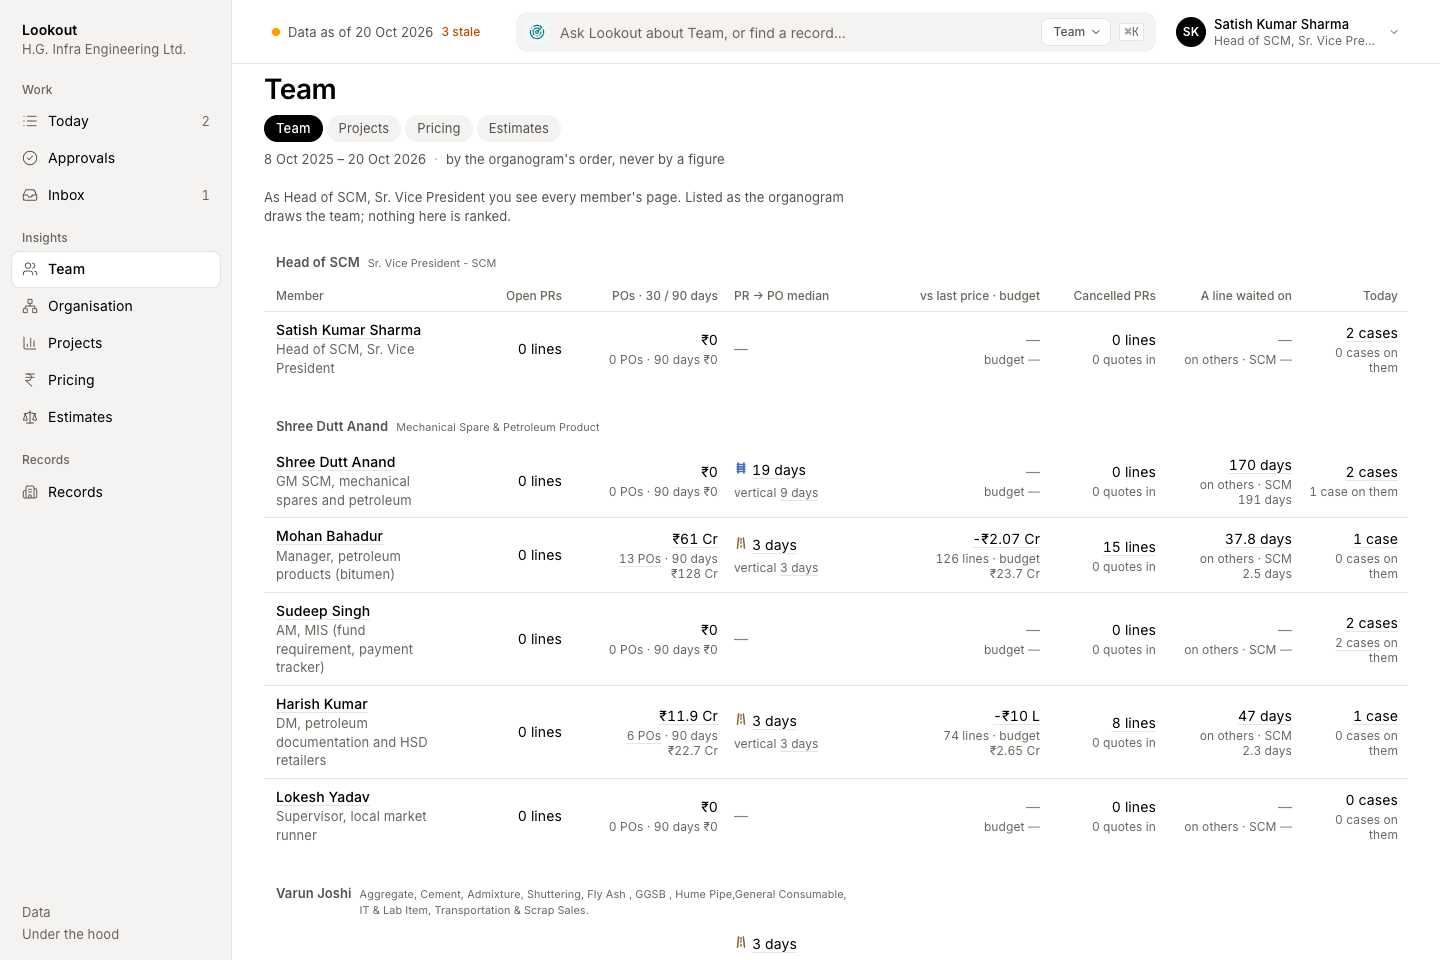 Lookout
H.G. Infra Engineering Ltd.
Work
Today 2
Approvals
Inbox 1
Insights
Team
Organisation
Projects
Pricing
Estimates
Records
Records
Data
Under the hood
Data as of 20 Oct 2026 3 stale
Ask Lookout about Team, or find a record... Team ⌘K
SK Satish Kumar Sharma
Head of SCM, Sr. Vice Pre...
Team
Team Projects Pricing Estimates
8 Oct 2025 – 20 Oct 2026 · by the organogram's order, never by a figure
As Head of SCM, Sr. Vice President you see every member's page. Listed as the organogram
draws the team; nothing here is ranked.
Head of SCM Sr. Vice President - SCM
Member Open PRs POs · 30 / 90 days PR → PO median vs last price · budget Cancelled PRs A line waited on Today
Satish Kumar Sharma
Head of SCM, Sr. Vice
President
0 lines
₹0
0 POs · 90 days ₹0
—
—
budget —
0 lines
0 quotes in
—
on others · SCM —
2 cases
0 cases on
them
Shree Dutt Anand Mechanical Spare & Petroleum Product
Shree Dutt Anand
GM SCM, mechanical
spares and petroleum
0 lines
₹0
0 POs · 90 days ₹0
19 days
vertical 9 days
—
budget —
0 lines
0 quotes in
170 days
on others · SCM
191 days
2 cases
1 case on them
Mohan Bahadur
Manager, petroleum
products (bitumen)
0 lines
₹61 Cr
13 POs · 90 days
₹128 Cr
3 days
vertical 3 days
-₹2.07 Cr
126 lines · budget
₹23.7 Cr
15 lines
0 quotes in
37.8 days
on others · SCM
2.5 days
1 case
0 cases on
them
Sudeep Singh
AM, MIS (fund
requirement, payment
tracker)
0 lines
₹0
0 POs · 90 days ₹0
—
—
budget —
0 lines
0 quotes in
—
on others · SCM —
2 cases
2 cases on
them
Harish Kumar
DM, petroleum
documentation and HSD
retailers
0 lines
₹11.9 Cr
6 POs · 90 days
₹22.7 Cr
3 days
vertical 3 days
-₹10 L
74 lines · budget
₹2.65 Cr
8 lines
0 quotes in
47 days
on others · SCM
2.3 days
1 case
0 cases on
them
Lokesh Yadav
Supervisor, local market
runner
0 lines
₹0
0 POs · 90 days ₹0
—
—
budget —
0 lines
0 quotes in
—
on others · SCM —
0 cases
0 cases on
them
Varun Joshi Aggregate, Cement, Admixture, Shuttering, Fly Ash , GGSB , Hume Pipe,General Consumable,
IT & Lab Item, Transportation & Scrap Sales.
3 days